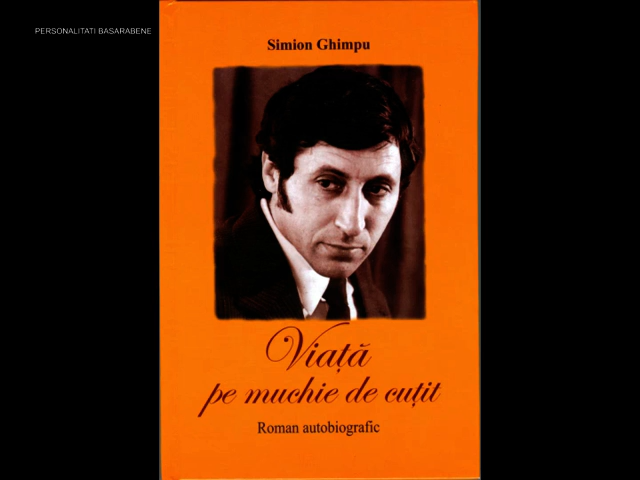 PERSONALITATI BASARABENE
Simion Ghimpu
Viață
pe muchie de cuțit
Roman autobiografic